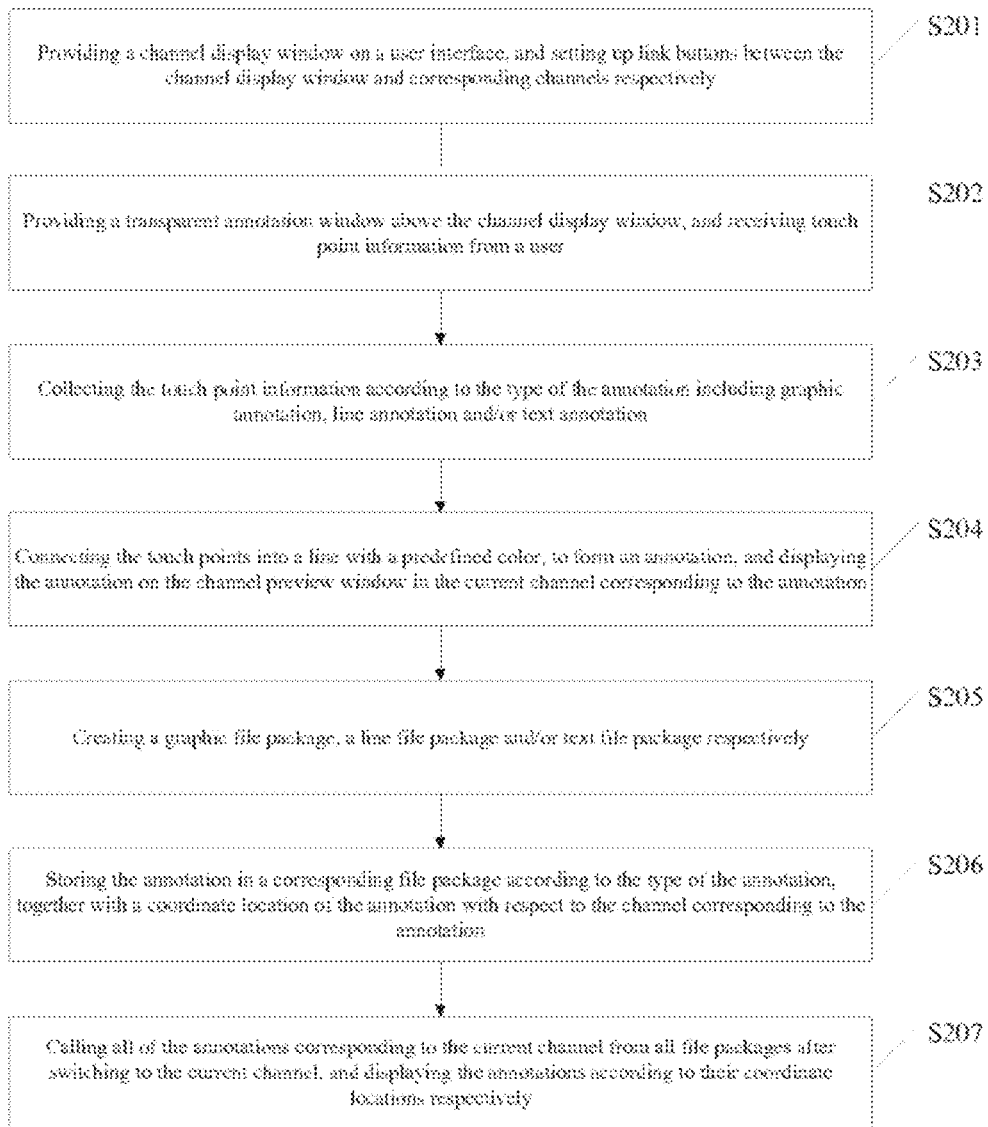 S201
Providing a channel display window on a user interface, and setting up link buttons between the
channel display window and corresponding channels respectively
S202
Providing a transparent annotation window above the channel display window, and receiving touch
point information from a user
S203
Collecting the touch point information according to the type of the annotation including graphic
annotation, line annotation and/or text annotation
S204
Connecting the touch points into a line with a predefined color, to form an annotation, and displaying
the annotation on the channel preview window in the current channel corresponding to the annotation
S205
Creating a graphic file package, a line file package and/or text file package respectively
S206
Storing the annotation in a corresponding file package according to the type of the annotation,
together with a coordinate location of the annotation with respect to the channel corresponding to the
annotation
S207
Calling all of the annotations corresponding to the current channel from all file packages after
switching to the current channel, and displaying the annotations according to their coordinate
locations respectively